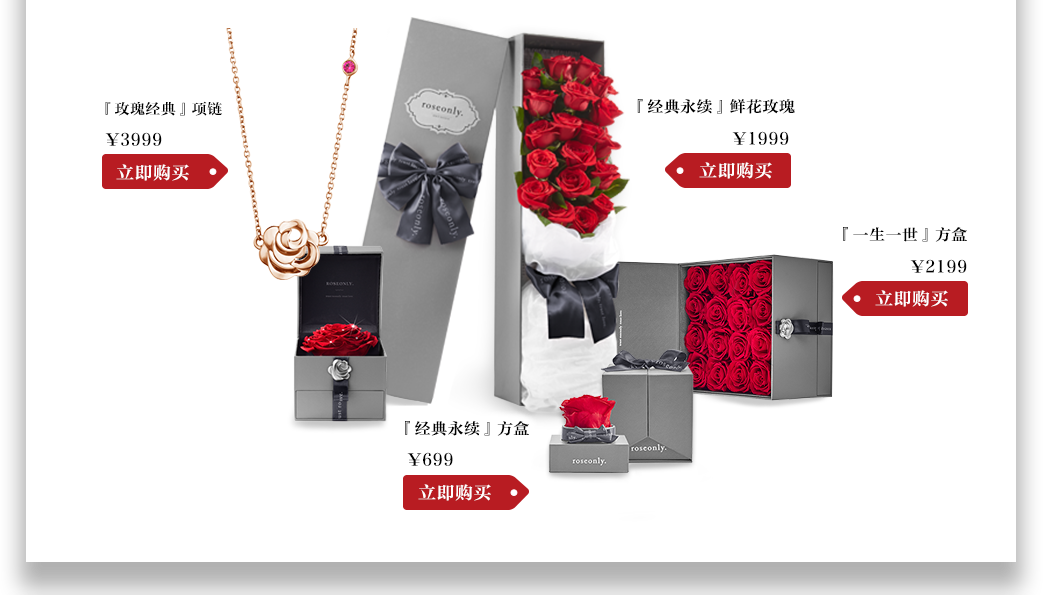 『玫瑰经典』项链
¥3999
立即购买
roseonly.
『经典永续』鲜花玫瑰
¥1999
立即购买
roseonly.
『一生一世』方盒
¥2199
立即购买
ROSEONLY.
『经典永续』方盒
¥699
立即购买
roseonly.
roseonly.